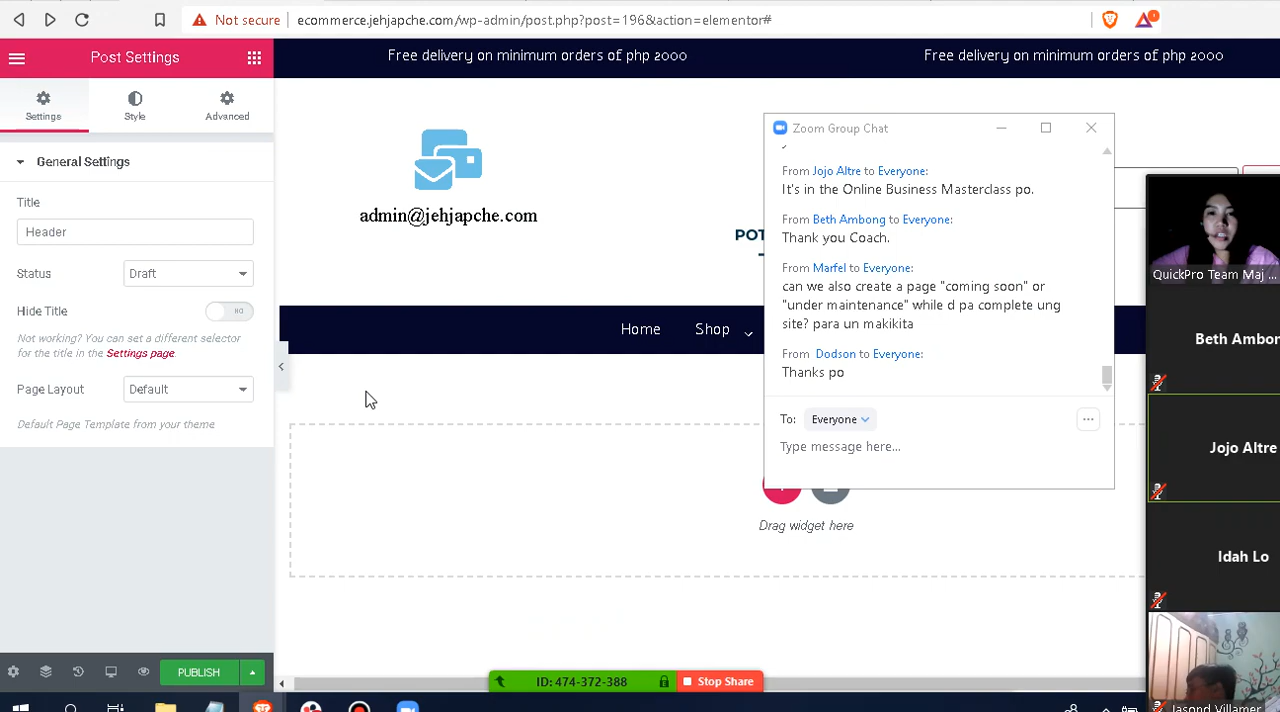 Not secure
ecommerce.jehjapche.com/wp-admin/post.php?post=196&action=elementor#
Post Settings
Free delivery on minimum orders of php 2000
Free delivery on minimum orders of php 2000
Settings
Style
Advanced
General Settings
Title
Header
Status
Draft
Hide Title
NO
Not working? You can set a different selector
for the title in the Settings page.
Page Layout
Default
Default Page Template from your theme
PUBLISH
admin@jehjapche.com
POT
Home
Shop
Drag widget here
Zoom Group Chat
From Jojo Altre to Everyone:
It's in the Online Business Masterclass po.
From Beth Ambong to Everyone:
Thank you Coach.
From Marfel to Everyone:
can we also create a page "coming soon" or
"under maintenance" while d pa complete ung
site? para un makikita
From Dodson to Everyone:
Thanks po
To: Everyone
Type message here...
QuickPro Team Maj ...
Beth Ambon
Jojo Altre
Idah Lo
Jasond Villamer
ID: 474-372-388
Stop Share